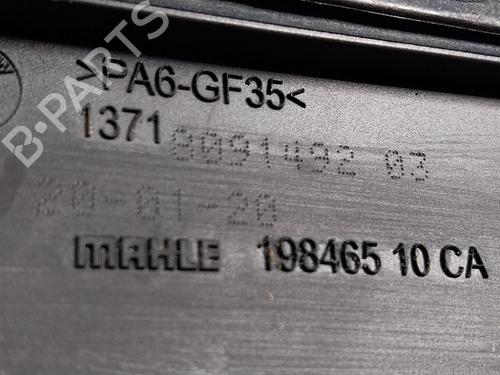 >PA6-GF35<
1371 8091492 03
20-01-20
MAHLE 198465 10 CA
B-PARTS